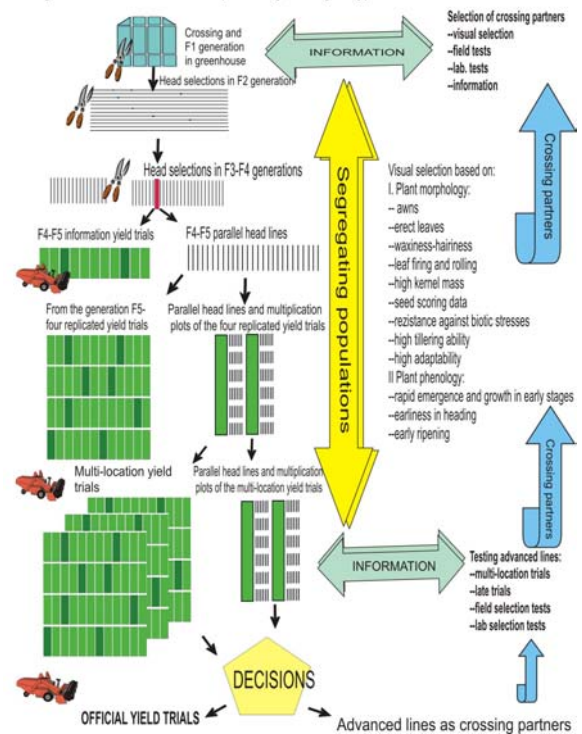 Crossing and
F1 generation
in greenhouse
INFORMATION
Selection of crossing partners
--visual selection
--field tests
--lab. tests
--information
Head selections in F2 generation
Head selections in F3-F4 generations
F4-F5 information yield trials
F4-F5 parallel head lines
From the generation F5-
four replicated yield trials
Parallel head lines and multiplication
plots of the four replicated yield trials
Segregating populations
Visual selection based on:
I. Plant morphology:
-- awns
--erect leaves
--waxiness-hairiness
--leaf firing and rolling
--high kernel mass
--seed scoring data
--rezistance against biotic stresses
--high tillering ability
--high adaptability
II Plant phenology:
--rapid emergence and growth in early stages
--earliness in heading
--early ripening
Crossing partners
Crossing partners
Multi-location yield
trials
Parallel head lines and multiplication
plots of the multi-location yield trials
INFORMATION
Testing advanced lines:
--multi-location trials
--late trials
--field selection tests
--lab selection tests
DECISIONS
OFFICIAL YIELD TRIALS
Advanced lines as crossing partners